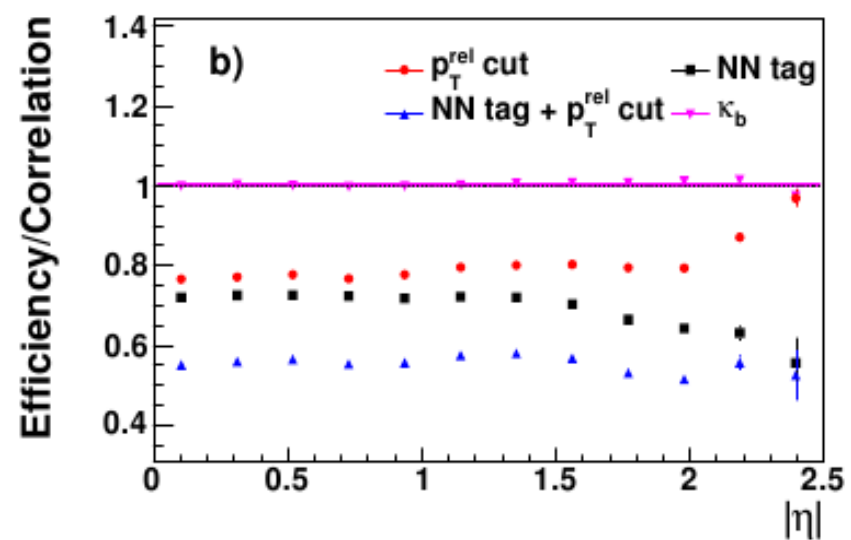 Efficiency/Correlation
1.4
1.2
1
0.8
0.6
0.4
b)
p_T^rel cut
NN tag
NN tag + p_T^rel cut
κ_b
0 0.5 1 1.5 2 2.5
|η|